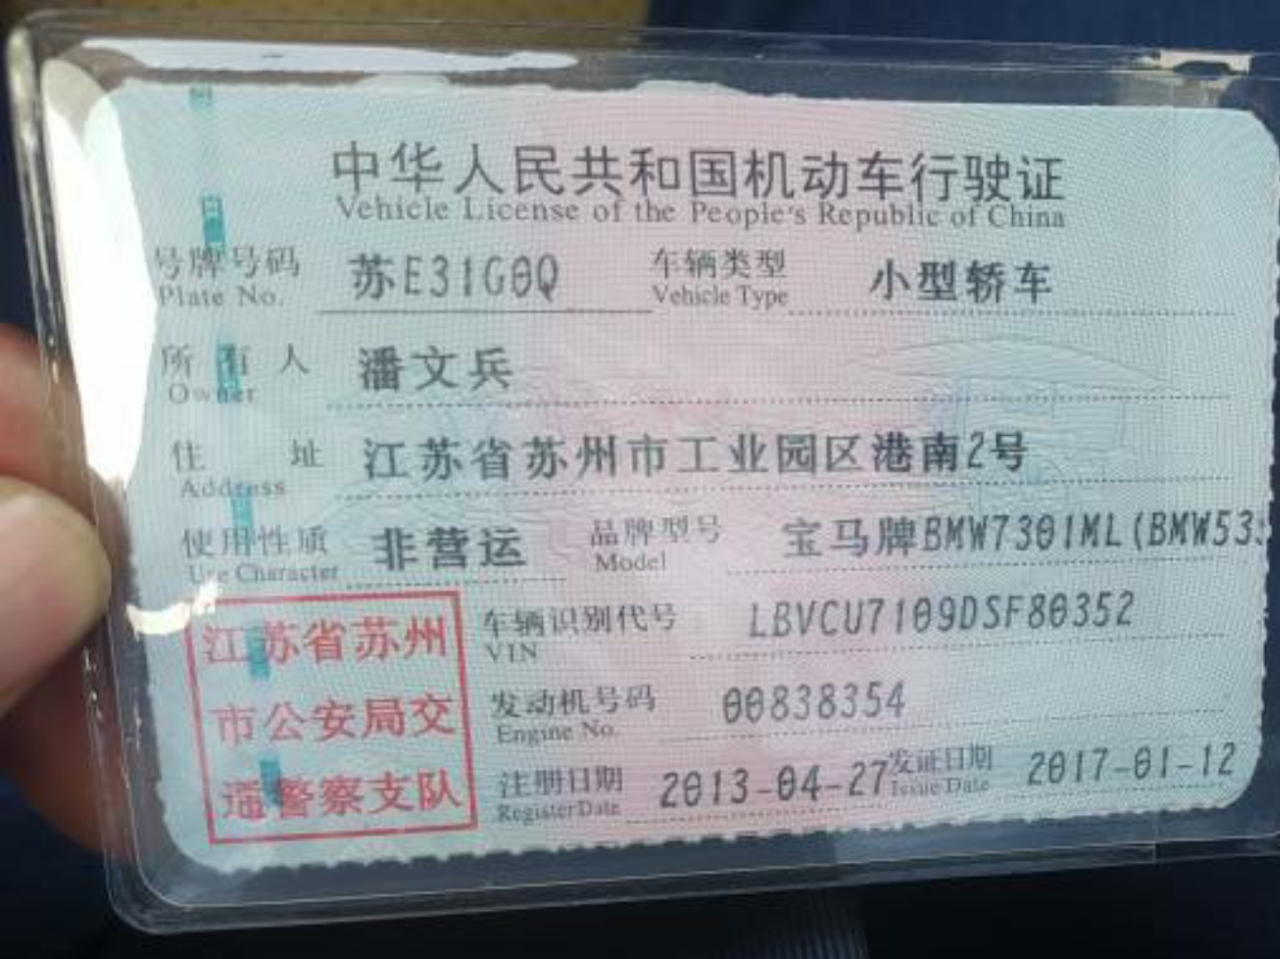 中华人民共和国机动车行驶证
Vehicle License of the People's Republic of China
号牌号码 苏E31G0Q 车辆类型 小型轿车
Plate No. Vehicle Type
所有人 潘文兵
Owner
住址 江苏省苏州市工业园区港南2号
Address
使用性质 非营运 品牌型号 宝马牌BMW7301ML(BMW535
Use Character Model
江苏省苏州
市公安局交
通警察支队
车辆识别代号 LBVCU7109DSF80352
VIN
发动机号码 00838354
Engine No.
注册日期 2013-04-27 发证日期 2017-01-12
Register Date Issue Date